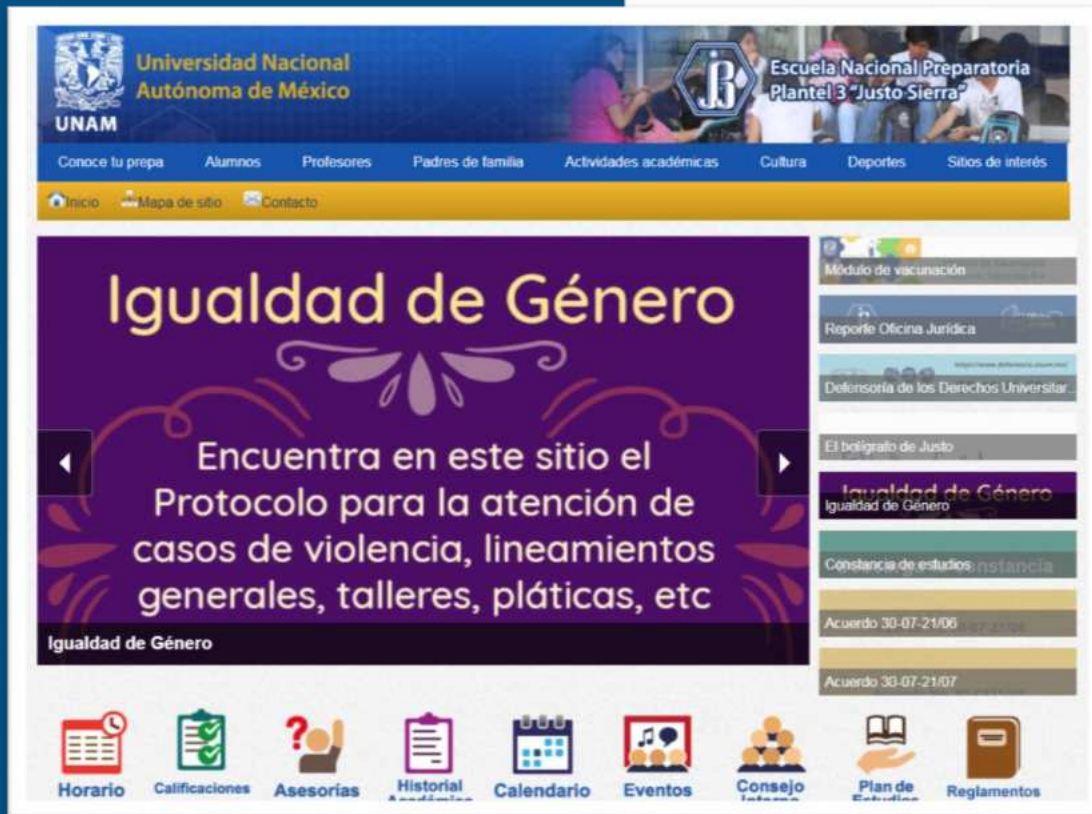 Universidad Nacional
Autónoma de México
UNAM
Escuela Nacional Preparatoria
Plantel 3 "Justo Sierra"
Conoce tu prepa Alumnos Profesores Padres de familia Actividades académicas Cultura Deportes Sitios de interés
Inicio Mapa de sitio Contacto
Igualdad de Género
Encuentra en este sitio el
Protocolo para la atención de
casos de violencia, lineamientos
generales, talleres, pláticas, etc
Igualdad de Género
Módulo de vacunación
Reporte Oficina Jurídica
Defensoría de los Derechos Universitar...
El bolígrafo de Justo
Igualdad de Género
Igualdad de Género
Constancia de estudios
Acuerdo 30-07-21/06
Acuerdo 30-07-21/07
Horario Calificaciones Asesorías Historial Académico Calendario Eventos Consejo Interno Plan de Estudios Reglamentos